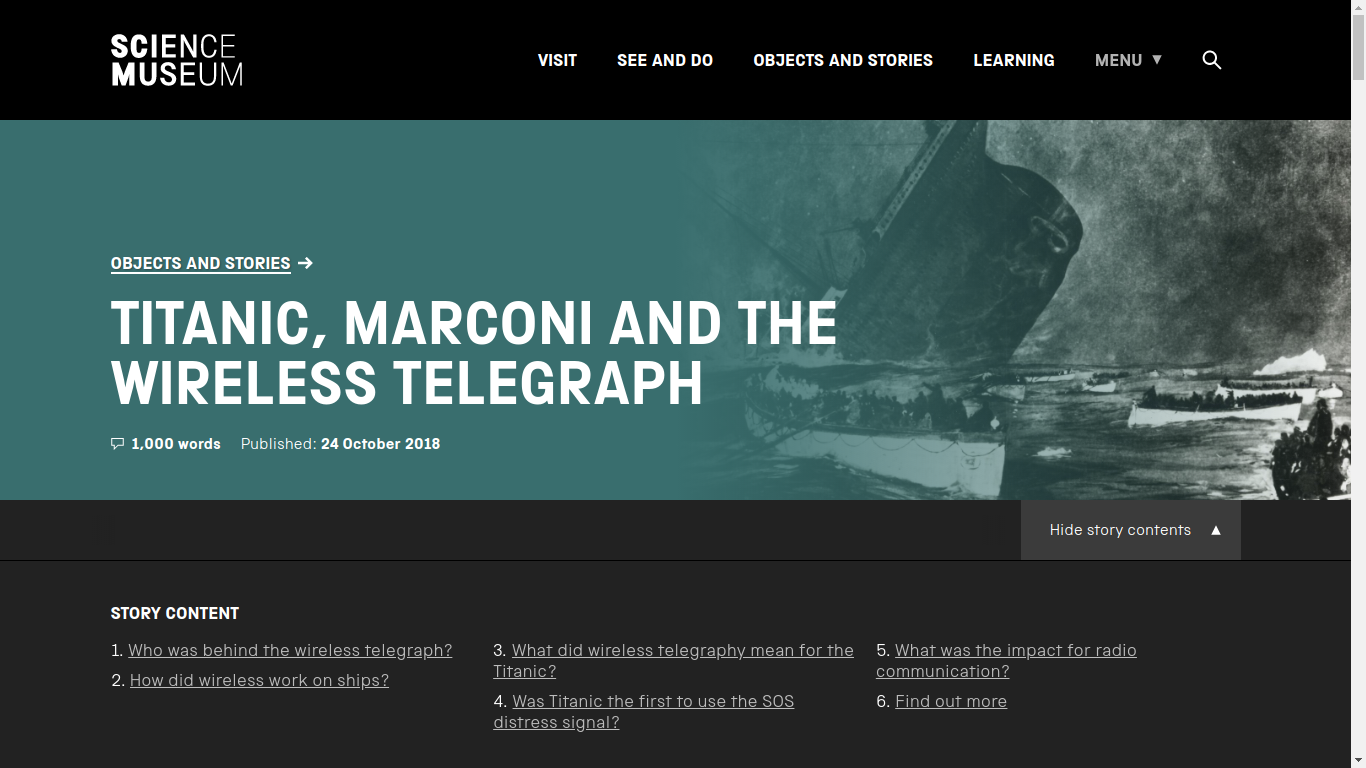 SCIENCE
MUSEUM
VISIT
SEE AND DO
OBJECTS AND STORIES
LEARNING
MENU ▼
OBJECTS AND STORIES →
TITANIC, MARCONI AND THE
WIRELESS TELEGRAPH
1,000 words Published: 24 October 2018
Hide story contents ▲
STORY CONTENT
1. Who was behind the wireless telegraph?
2. How did wireless work on ships?
3. What did wireless telegraphy mean for the
Titanic?
4. Was Titanic the first to use the SOS
distress signal?
5. What was the impact for radio
communication?
6. Find out more